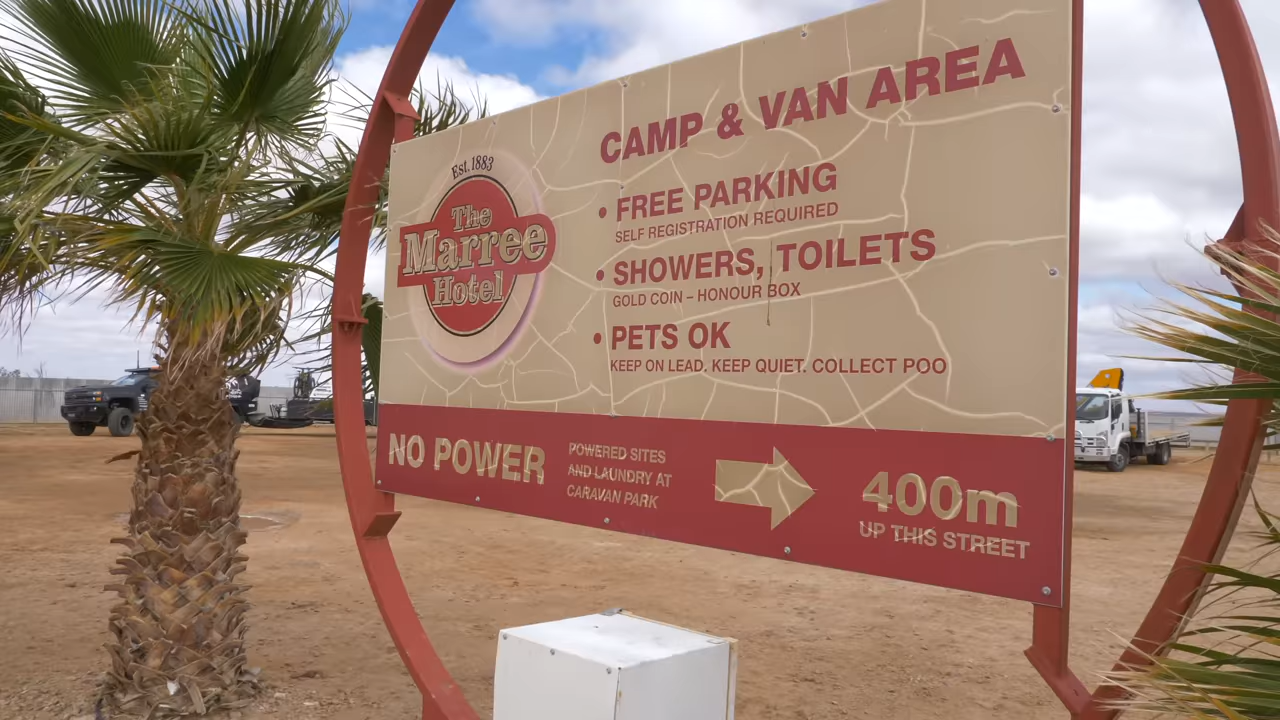 Est. 1883
The
Marree
Hotel
CAMP & VAN AREA
• FREE PARKING
SELF REGISTRATION REQUIRED
• SHOWERS, TOILETS
GOLD COIN – HONOUR BOX
• PETS OK
KEEP ON LEAD. KEEP QUIET. COLLECT POO
NO POWER
POWERED SITES
AND LAUNDRY AT
CARAVAN PARK
400m
UP THIS STREET